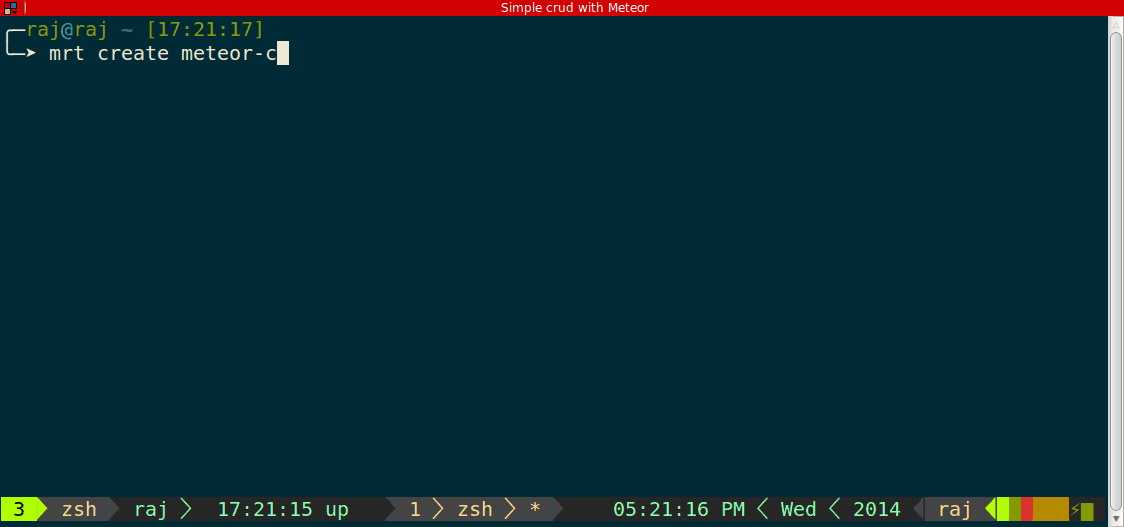 Simple crud with Meteor
raj@raj ~ [17:21:17]
mrt create meteor-c
3 zsh raj 17:21:15 up 1 zsh * 05:21:16 PM Wed 2014 raj